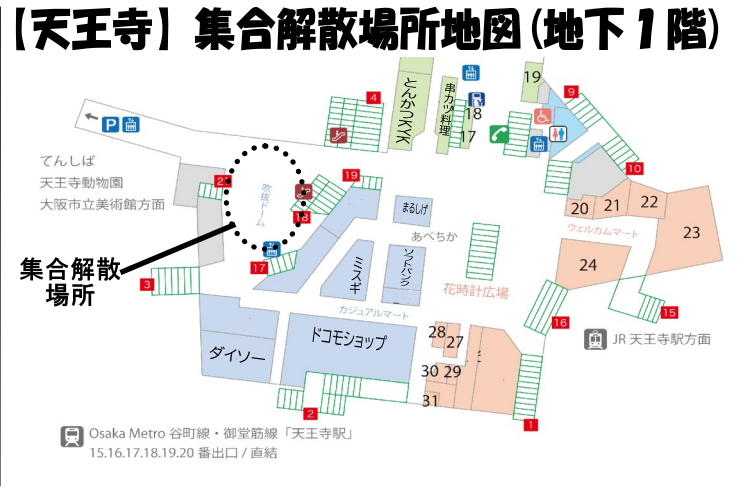 【天王寺】集合解散場所地図(地下1階)
4
9
19
とんかつKYK
串カツ料理
18
17
P
てんしば
天王寺動物園
大阪市立美術館方面
2
吹抜ドーム
19
18
17
集合解散
場所
3
まるしげ
あべちか
ミスギ
ソフトバンク
カジュアルマート
花時計広場
10
20
21
22
23
ウェルカムマート
24
15
16
JR 天王寺駅方面
ダイソー
ドコモショップ
28
27
30
29
31
2
1
Osaka Metro 谷町線・御堂筋線「天王寺駅」
15.16.17.18.19.20 番出口 / 直結